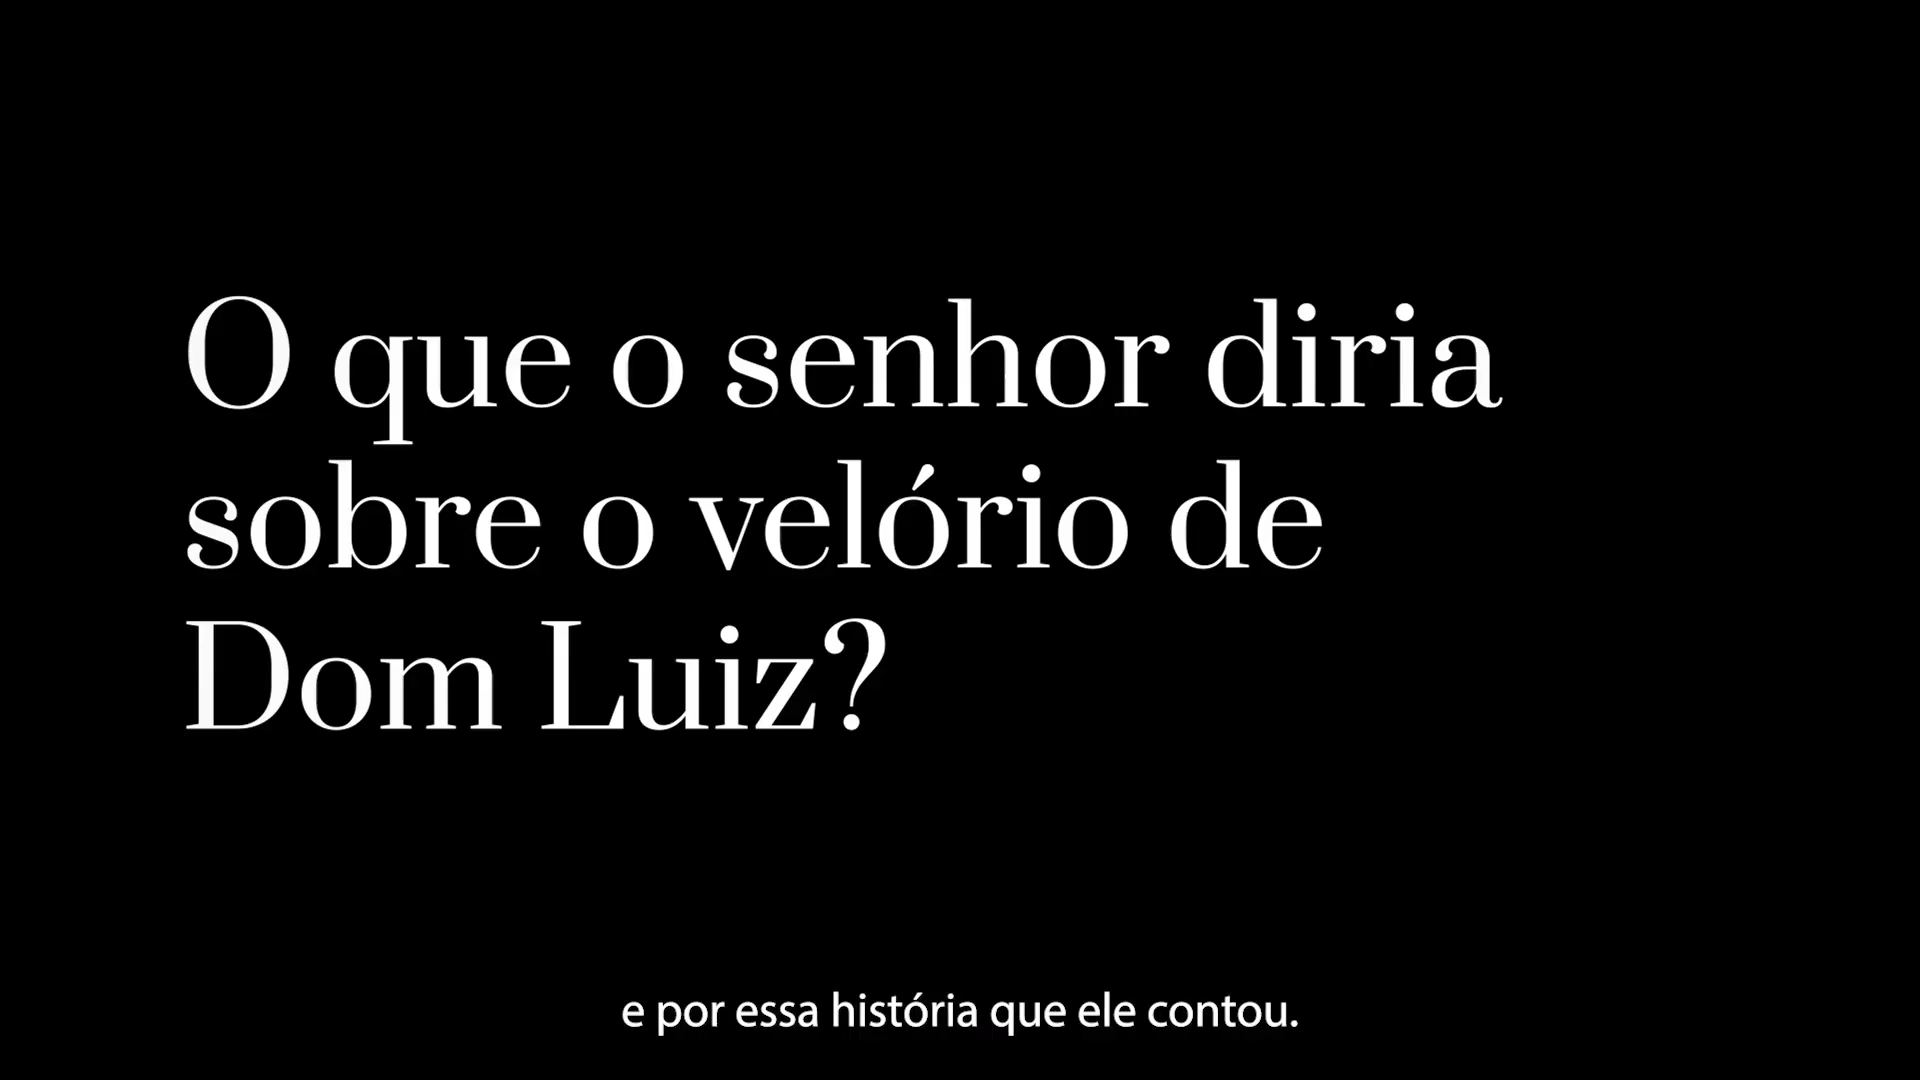 O que o senhor diria
sobre o velório de
Dom Luiz?
e por essa história que ele contou.